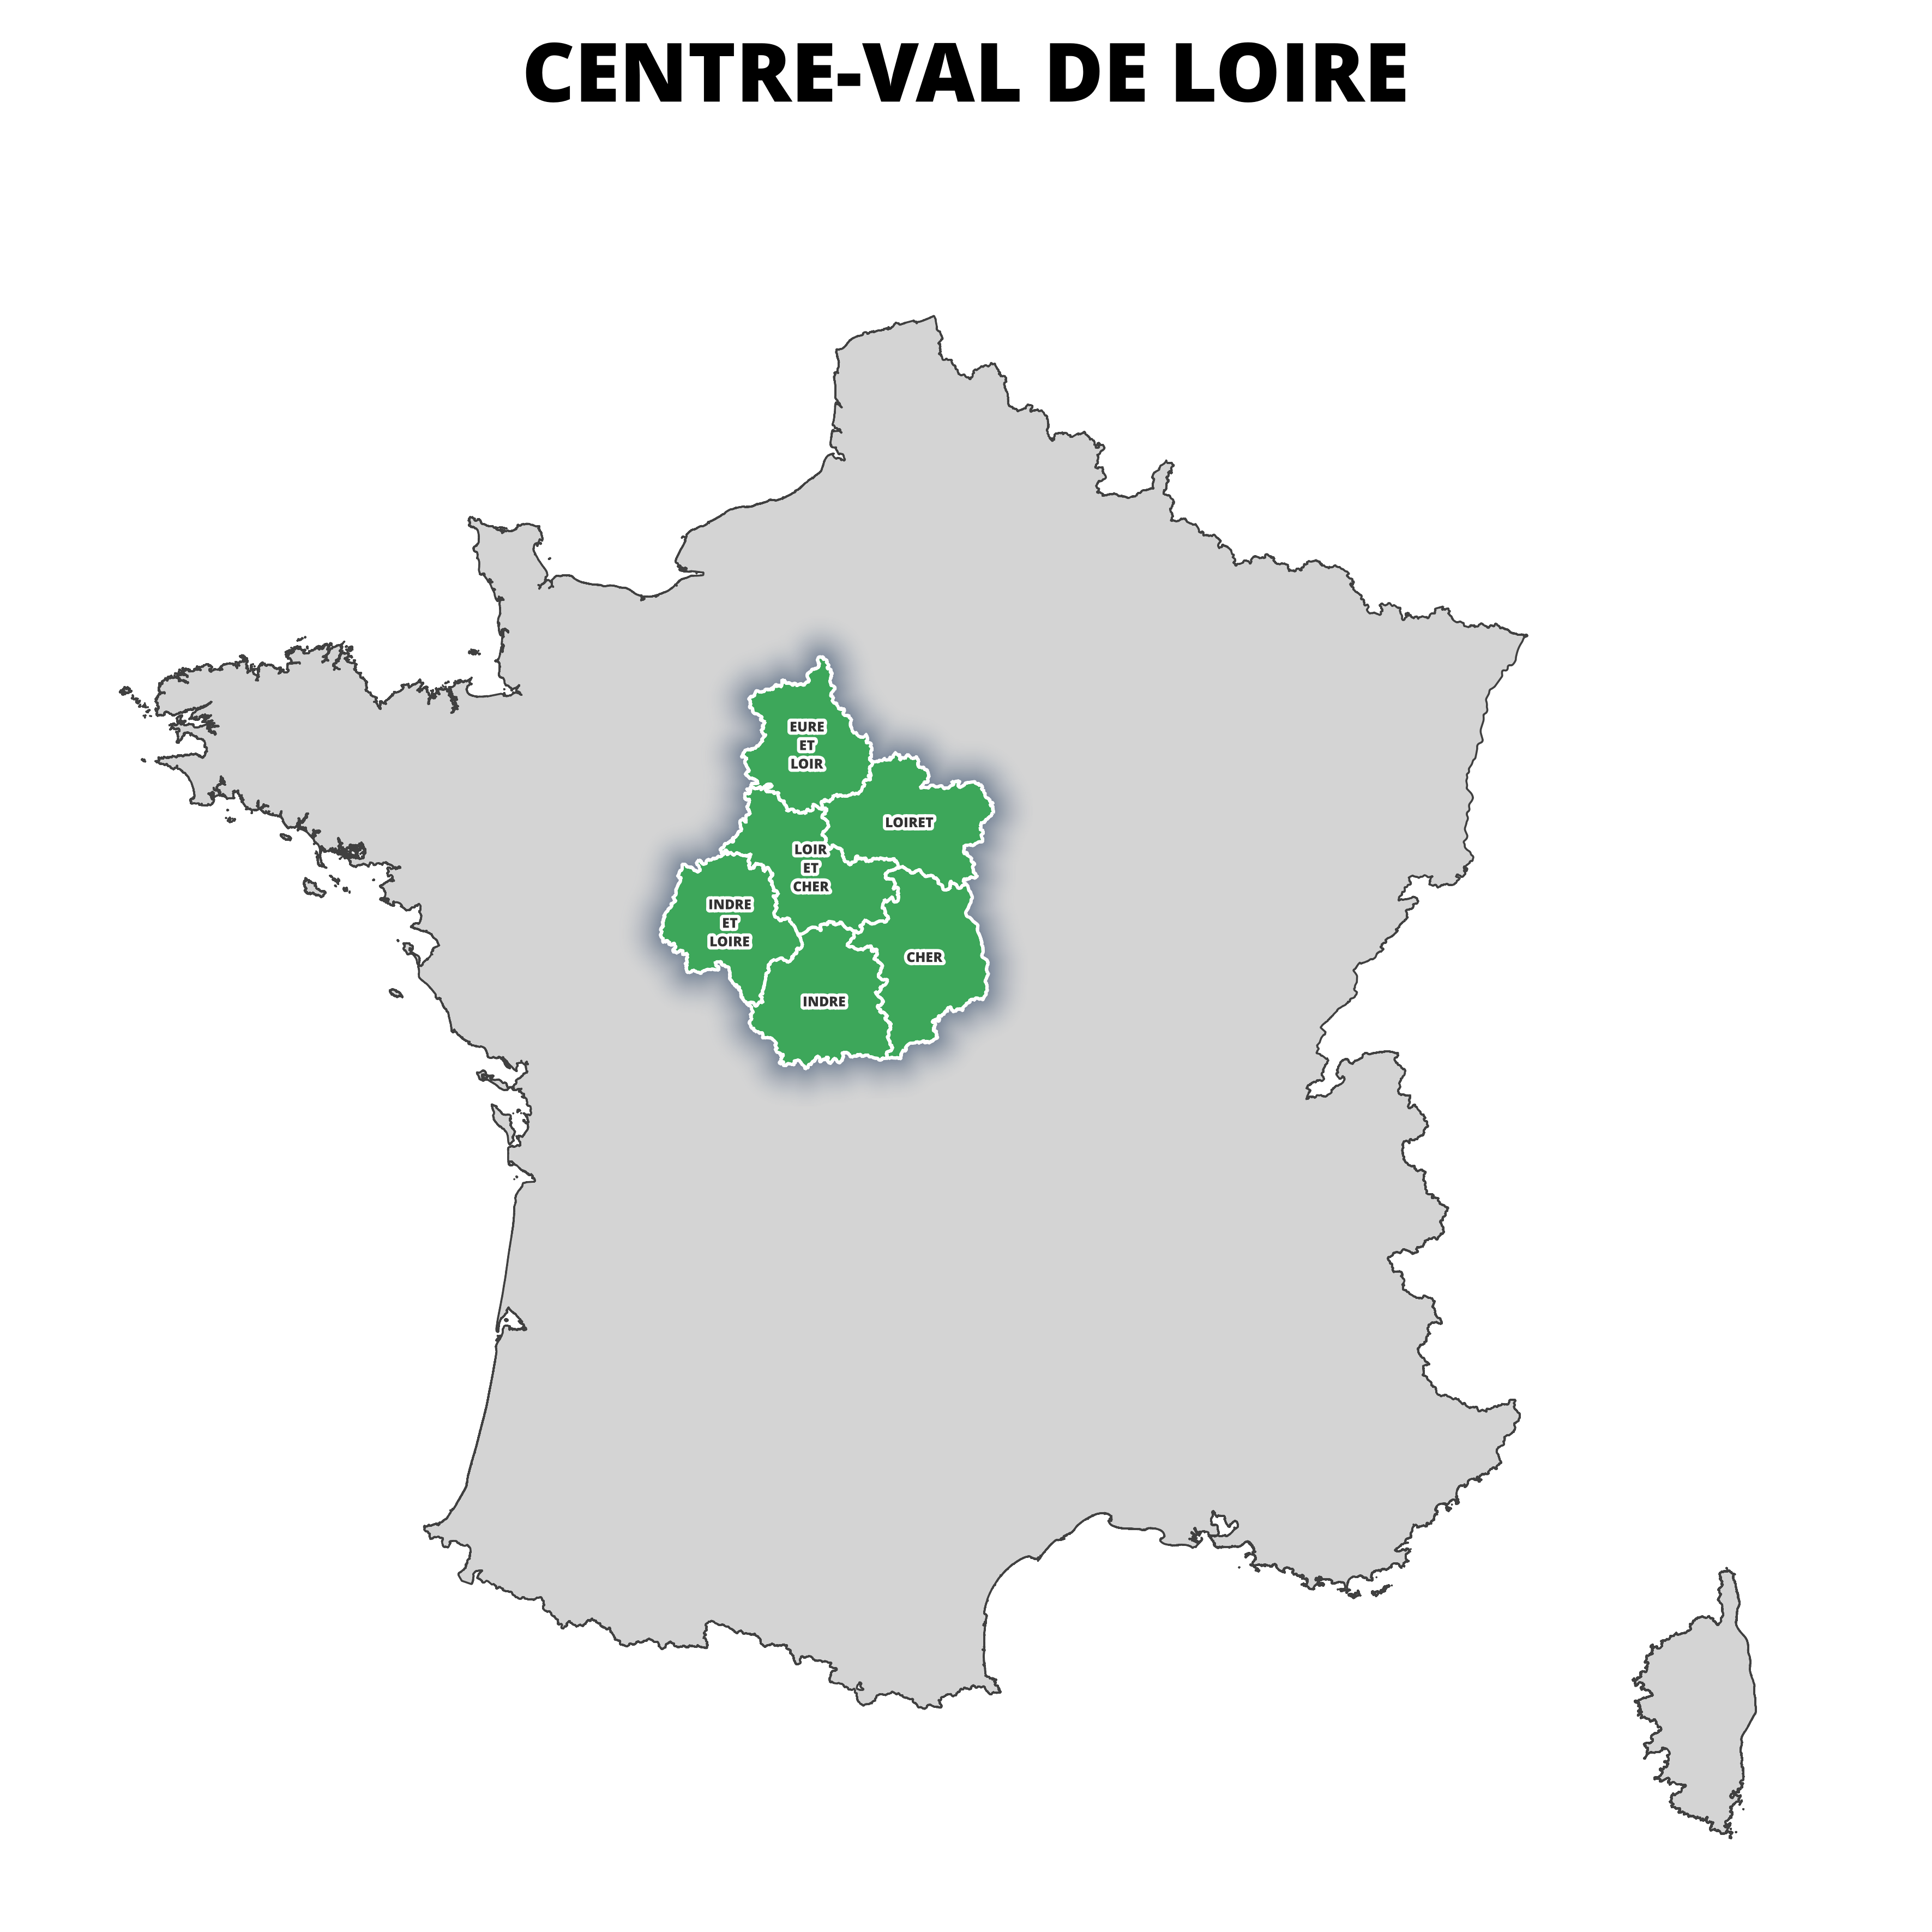 CENTRE-VAL DE LOIRE
EURE
ET
LOIR
LOIRET
LOIR
ET
CHER
INDRE
ET
LOIRE
CHER
INDRE